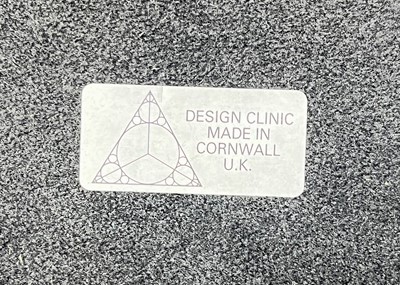 DESIGN CLINIC
MADE IN
CORNWALL
U.K.